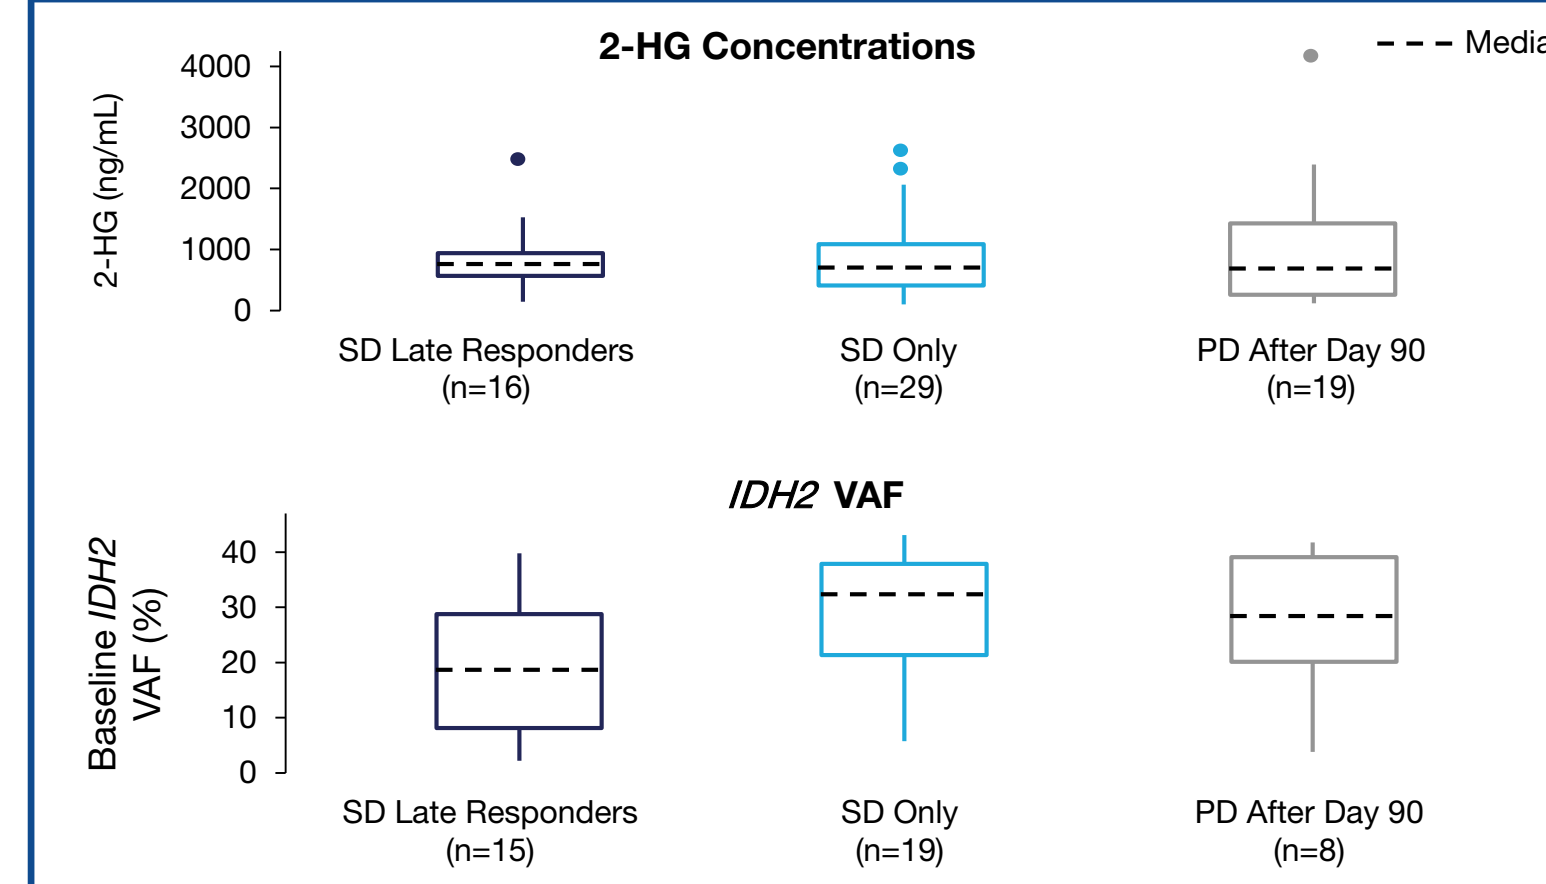 2-HG Concentrations
2-HG (ng/mL)
4000
3000
2000
1000
0
SD Late Responders
(n=16)
SD Only
(n=29)
PD After Day 90
(n=19)
IDH2 VAF
Baseline IDH2
VAF (%)
40
30
20
10
0
SD Late Responders
(n=15)
SD Only
(n=19)
PD After Day 90
(n=8)